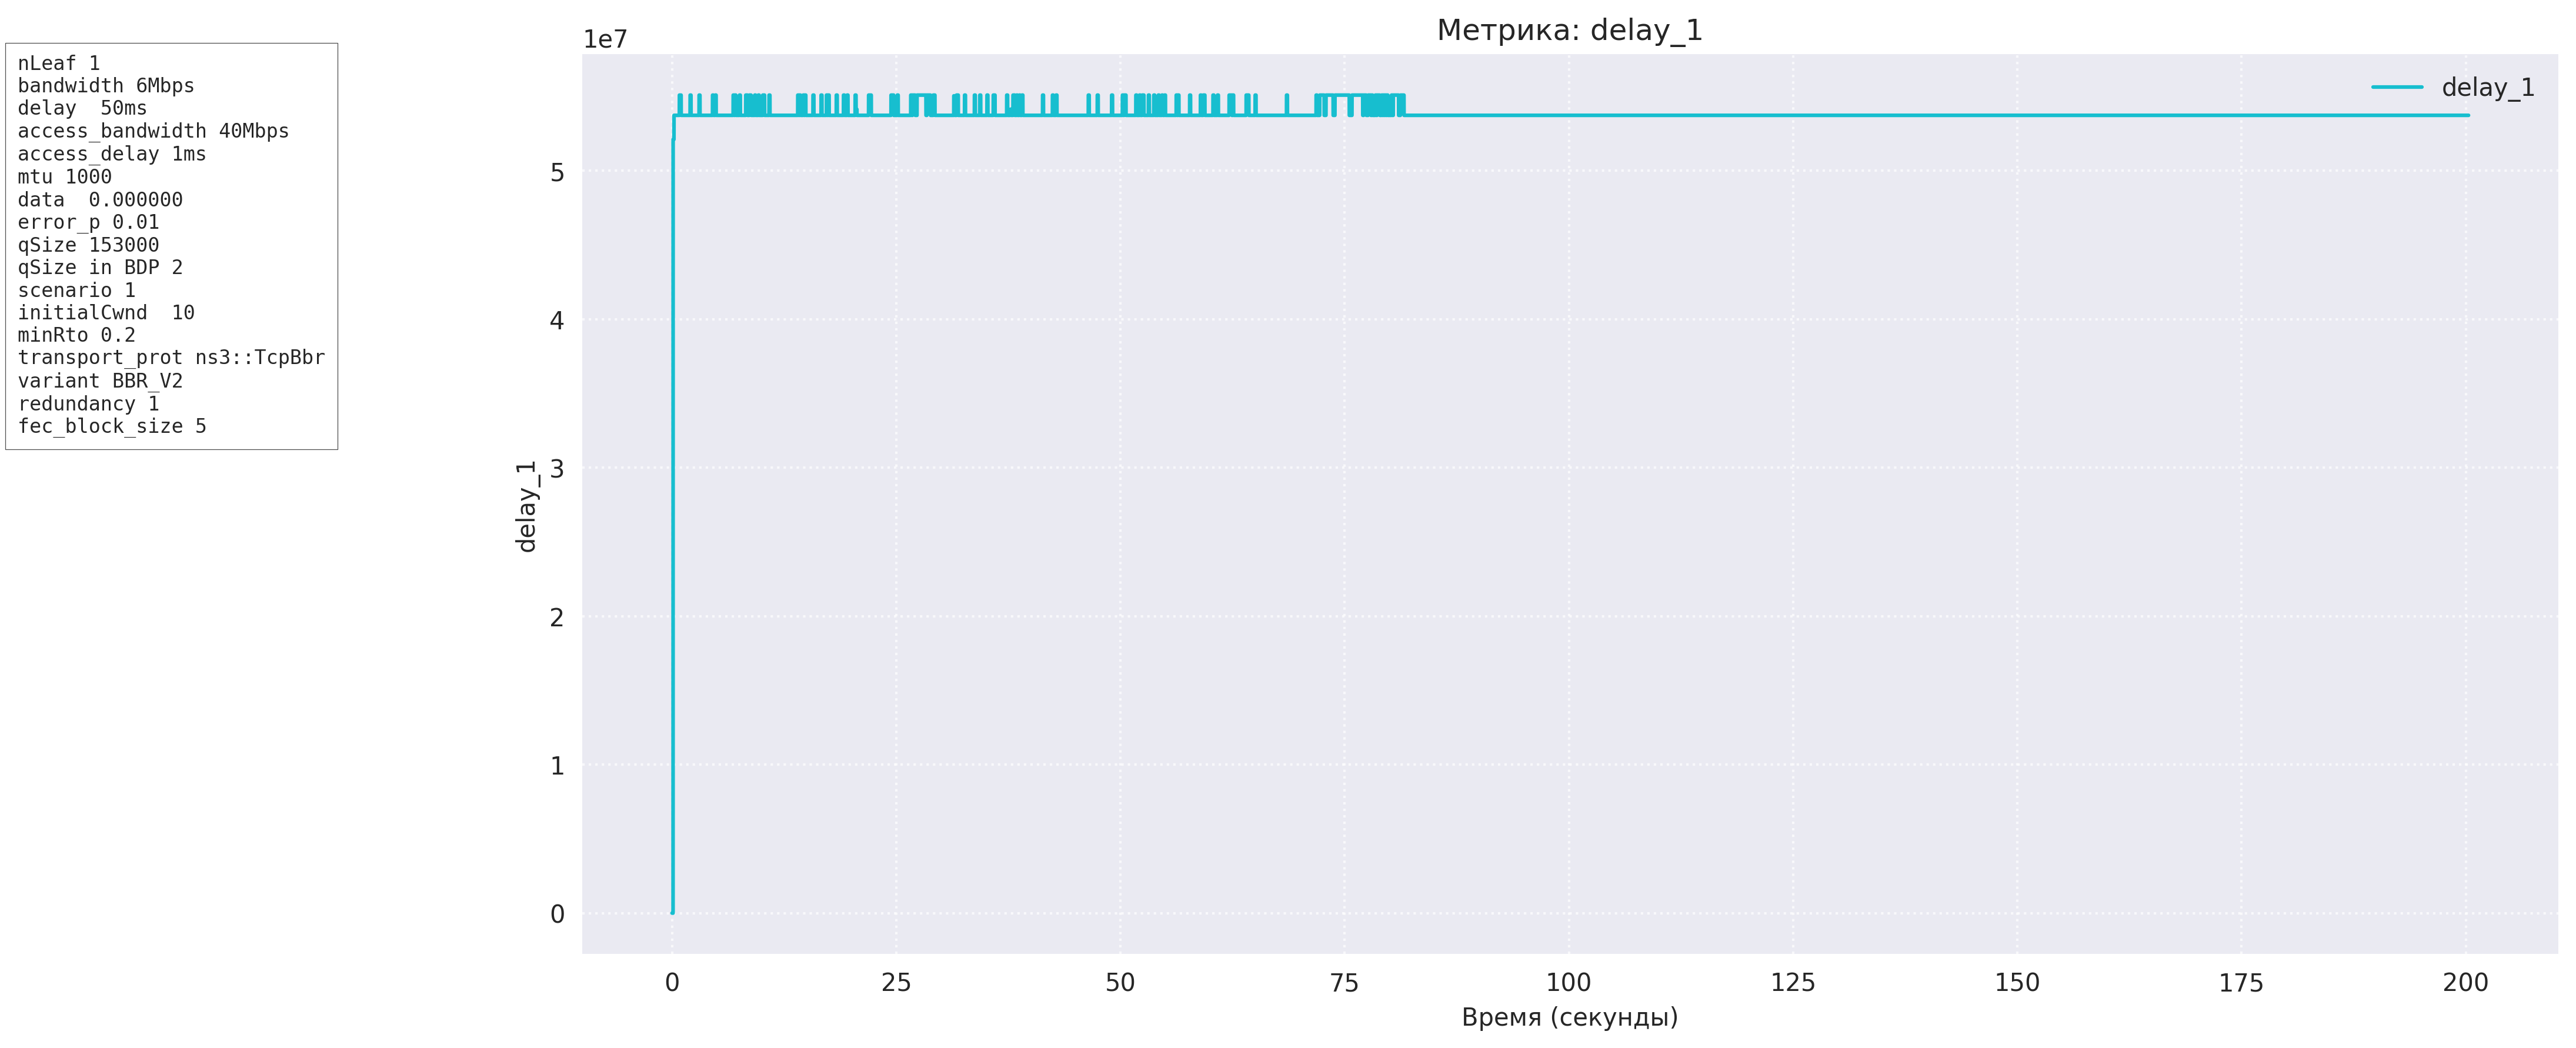 nLeaf 1
bandwidth 6Mbps
delay  50ms
access_bandwidth 40Mbps
access_delay 1ms
mtu 1000
data  0.000000
error_p 0.01
qSize 153000
qSize in BDP 2
scenario 1
initialCwnd  10
minRto 0.2
transport_prot ns3::TcpBbr
variant BBR_V2
redundancy 1
fec_block_size 5
Метрика: delay_1
1e7
delay_1
5
4
3
2
1
0
delay_1
0 25 50 75 100 125 150 175 200
Время (секунды)